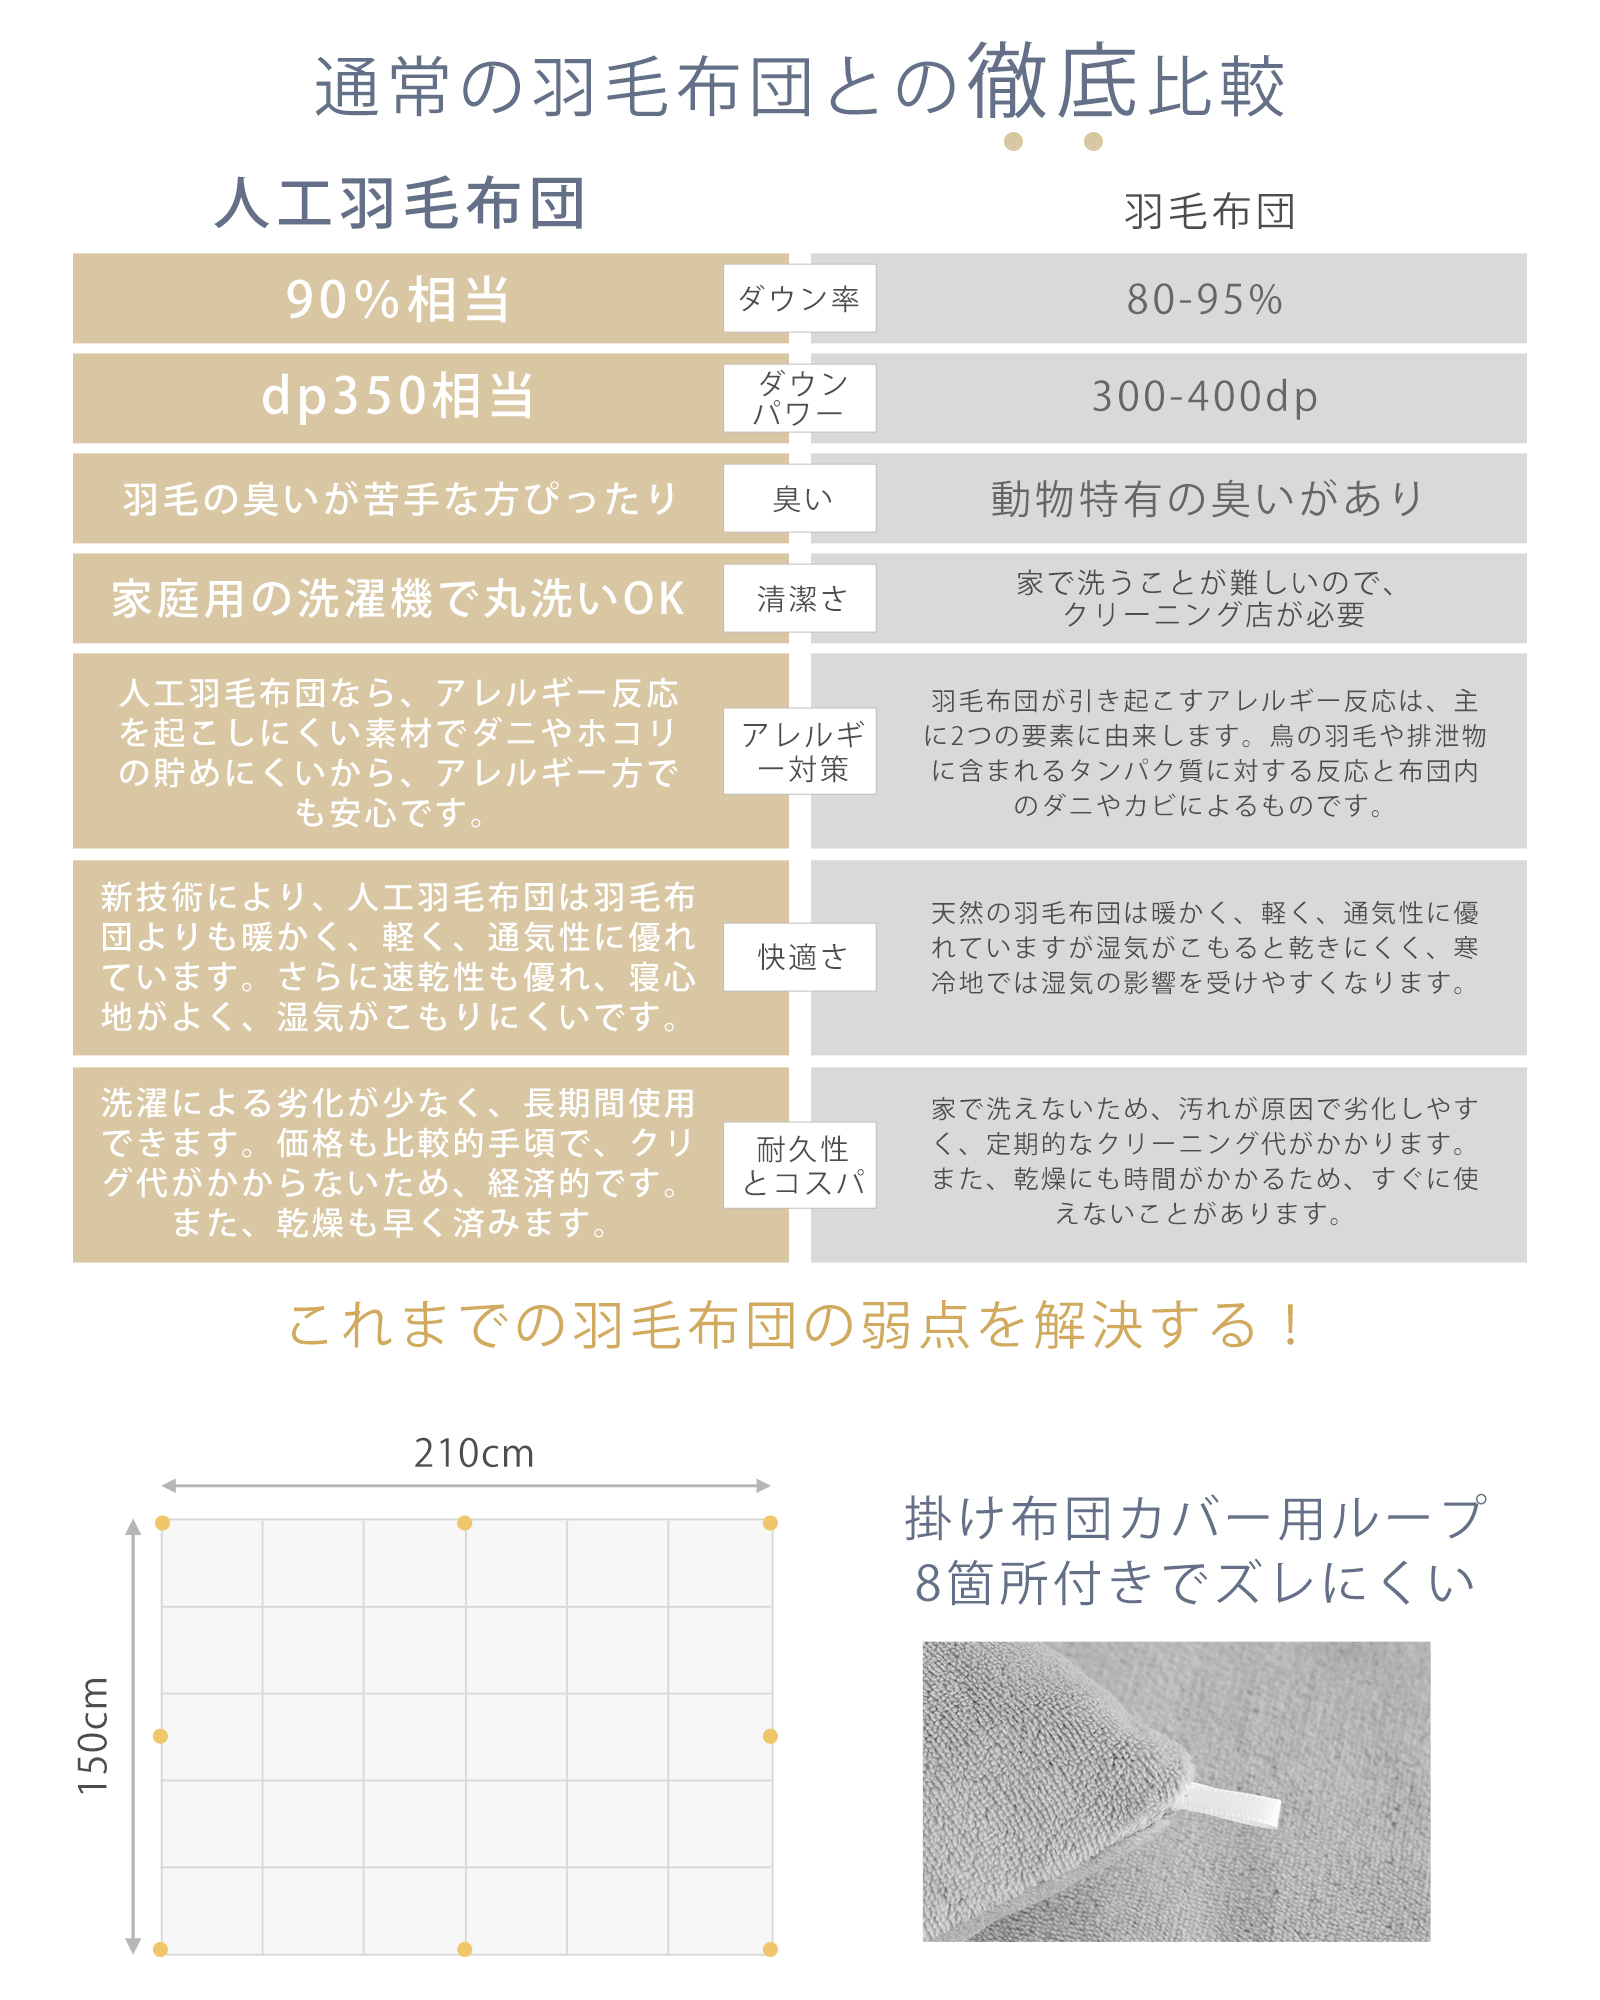 通常の羽毛布団との徹底比較
人工羽毛布団
羽毛布団
90%相当
ダウン率
80-95%
dp350相当
ダウン
パワー
300-400dp
羽毛の臭いが苦手な方ぴったり
臭い
動物特有の臭いがあり
家庭用の洗濯機で丸洗いOK
清潔さ
家で洗うことが難しいので、
クリーニング店が必要
人工羽毛布団なら、アレルギー反応
を起こしにくい素材でダニやホコリ
の貯めにくいから、アレルギー方で
も安心です。
アレルギ
ー対策
羽毛布団が引き起こすアレルギー反応は、主
に2つの要素に由来します。鳥の羽毛や排泄物
に含まれるタンパク質に対する反応と布団内
のダニやカビによるものです。
新技術により、人工羽毛布団は羽毛布
団よりも暖かく、軽く、通気性に優れ
ています。さらに速乾性も優れ、寝心
地がよく、湿気がこもりにくいです。
快適さ
天然の羽毛布団は暖かく、軽く、通気性に優
れていますが湿気がこもると乾きにくく、寒
冷地では湿気の影響を受けやすくなります。
洗濯による劣化が少なく、長期間使用
できます。価格も比較的手頃で、クリ
グ代がかからないため、経済的です。
また、乾燥も早く済みます。
耐久性
とコスパ
家で洗えないため、汚れが原因で劣化しやす
く、定期的なクリーニング代がかかります。
また、乾燥にも時間がかかるため、すぐに使
えないことがあります。
これまでの羽毛布団の弱点を解決する！
210cm
150cm
掛け布団カバー用ループ
8箇所付きでズレにくい